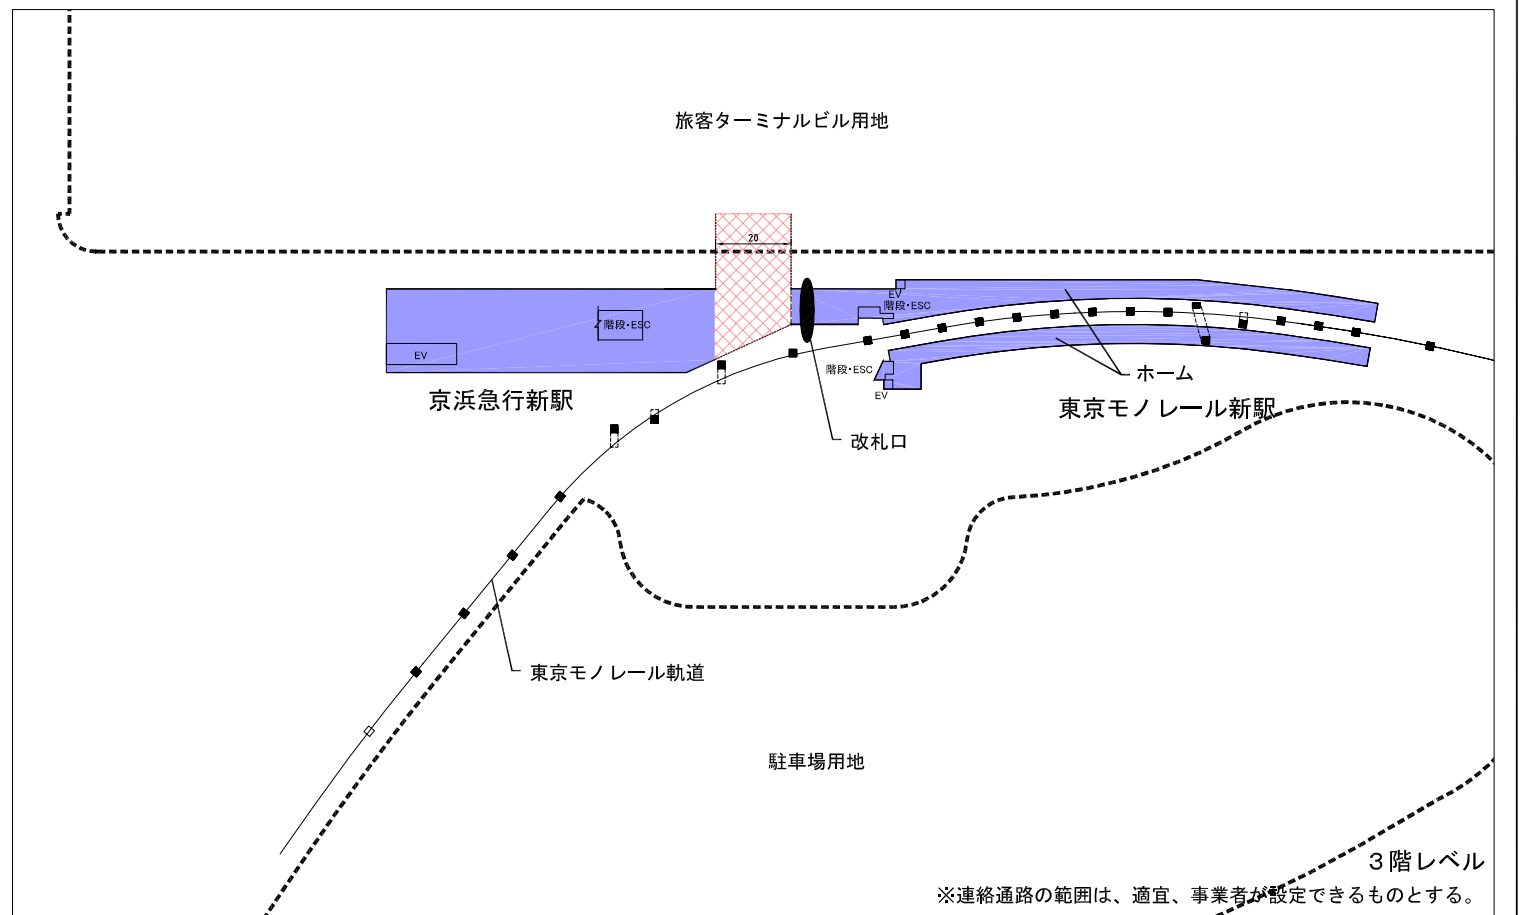 旅客ターミナルビル用地
20
EV
階段・ESC
階段・ESC
EV
階段・ESC
ホーム
京浜急行新駅
EV
東京モノレール新駅
改札口
東京モノレール軌道
駐車場用地
3階レベル
※連絡通路の範囲は、適宜、事業者が設定できるものとする。